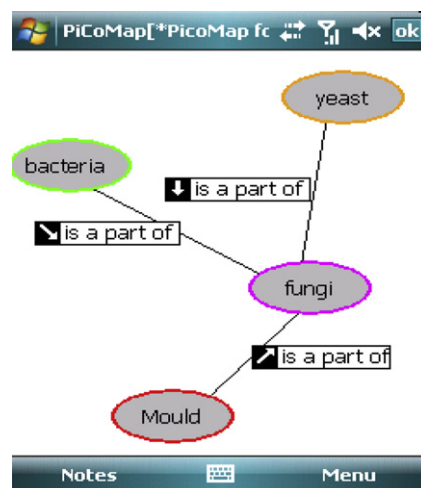 PiCoMap[*PicoMap fc
ok
yeast
bacteria
is a part of
is a part of
fungi
is a part of
Mould
Notes
Menu